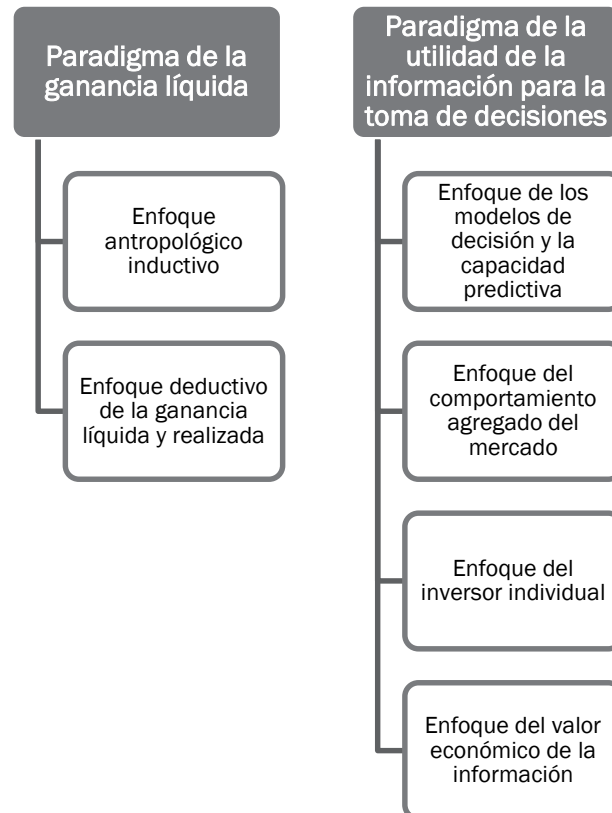 Paradigma de la
ganancia líquida
Enfoque
antropológico
inductivo
Enfoque deductivo
de la ganancia
líquida y realizada
Paradigma de la
utilidad de la
información para la
toma de decisiones
Enfoque de los
modelos de
decisión y la
capacidad
predictiva
Enfoque del
comportamiento
agregado del
mercado
Enfoque del
inversor individual
Enfoque del valor
económico de la
información